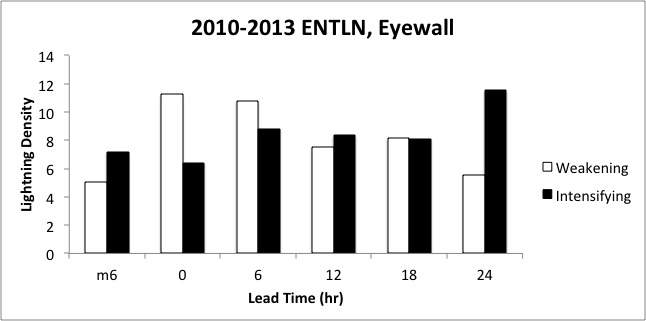 2010-2013 ENTLN, Eyewall
Lightning Density
14
12
10
8
6
4
2
0
m6 0 6 12 18 24
Lead Time (hr)
Weakening
Intensifying